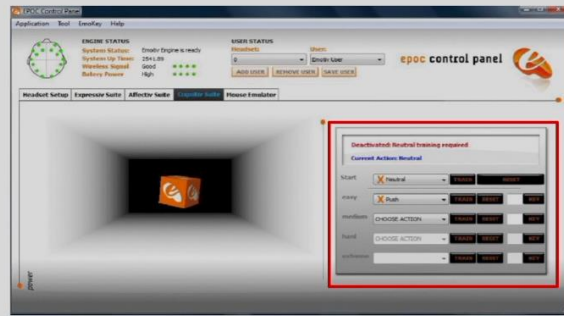 EPOC Control Panel
Application Tool EmoKey Help
ENGINE STATUS
System Status: Emotiv Engine is ready
System Up Time: 2541.89
Wireless Signal Good
Battery Power High
USER STATUS
Headset: User:
0 Emotiv User
ADD USER REMOVE USER SAVE USER
epoc control panel
Headset Setup Expressiv Suite Affectiv Suite Cognitiv Suite Mouse Emulator
Deactivated: Neutral training required
Current Action: Neutral
Start Neutral TRAIN RESET
easy Push TRAIN RESET KEY
medium CHOOSE ACTION TRAIN RESET KEY
hard CHOOSE ACTION TRAIN RESET KEY
extreme TRAIN RESET KEY
power